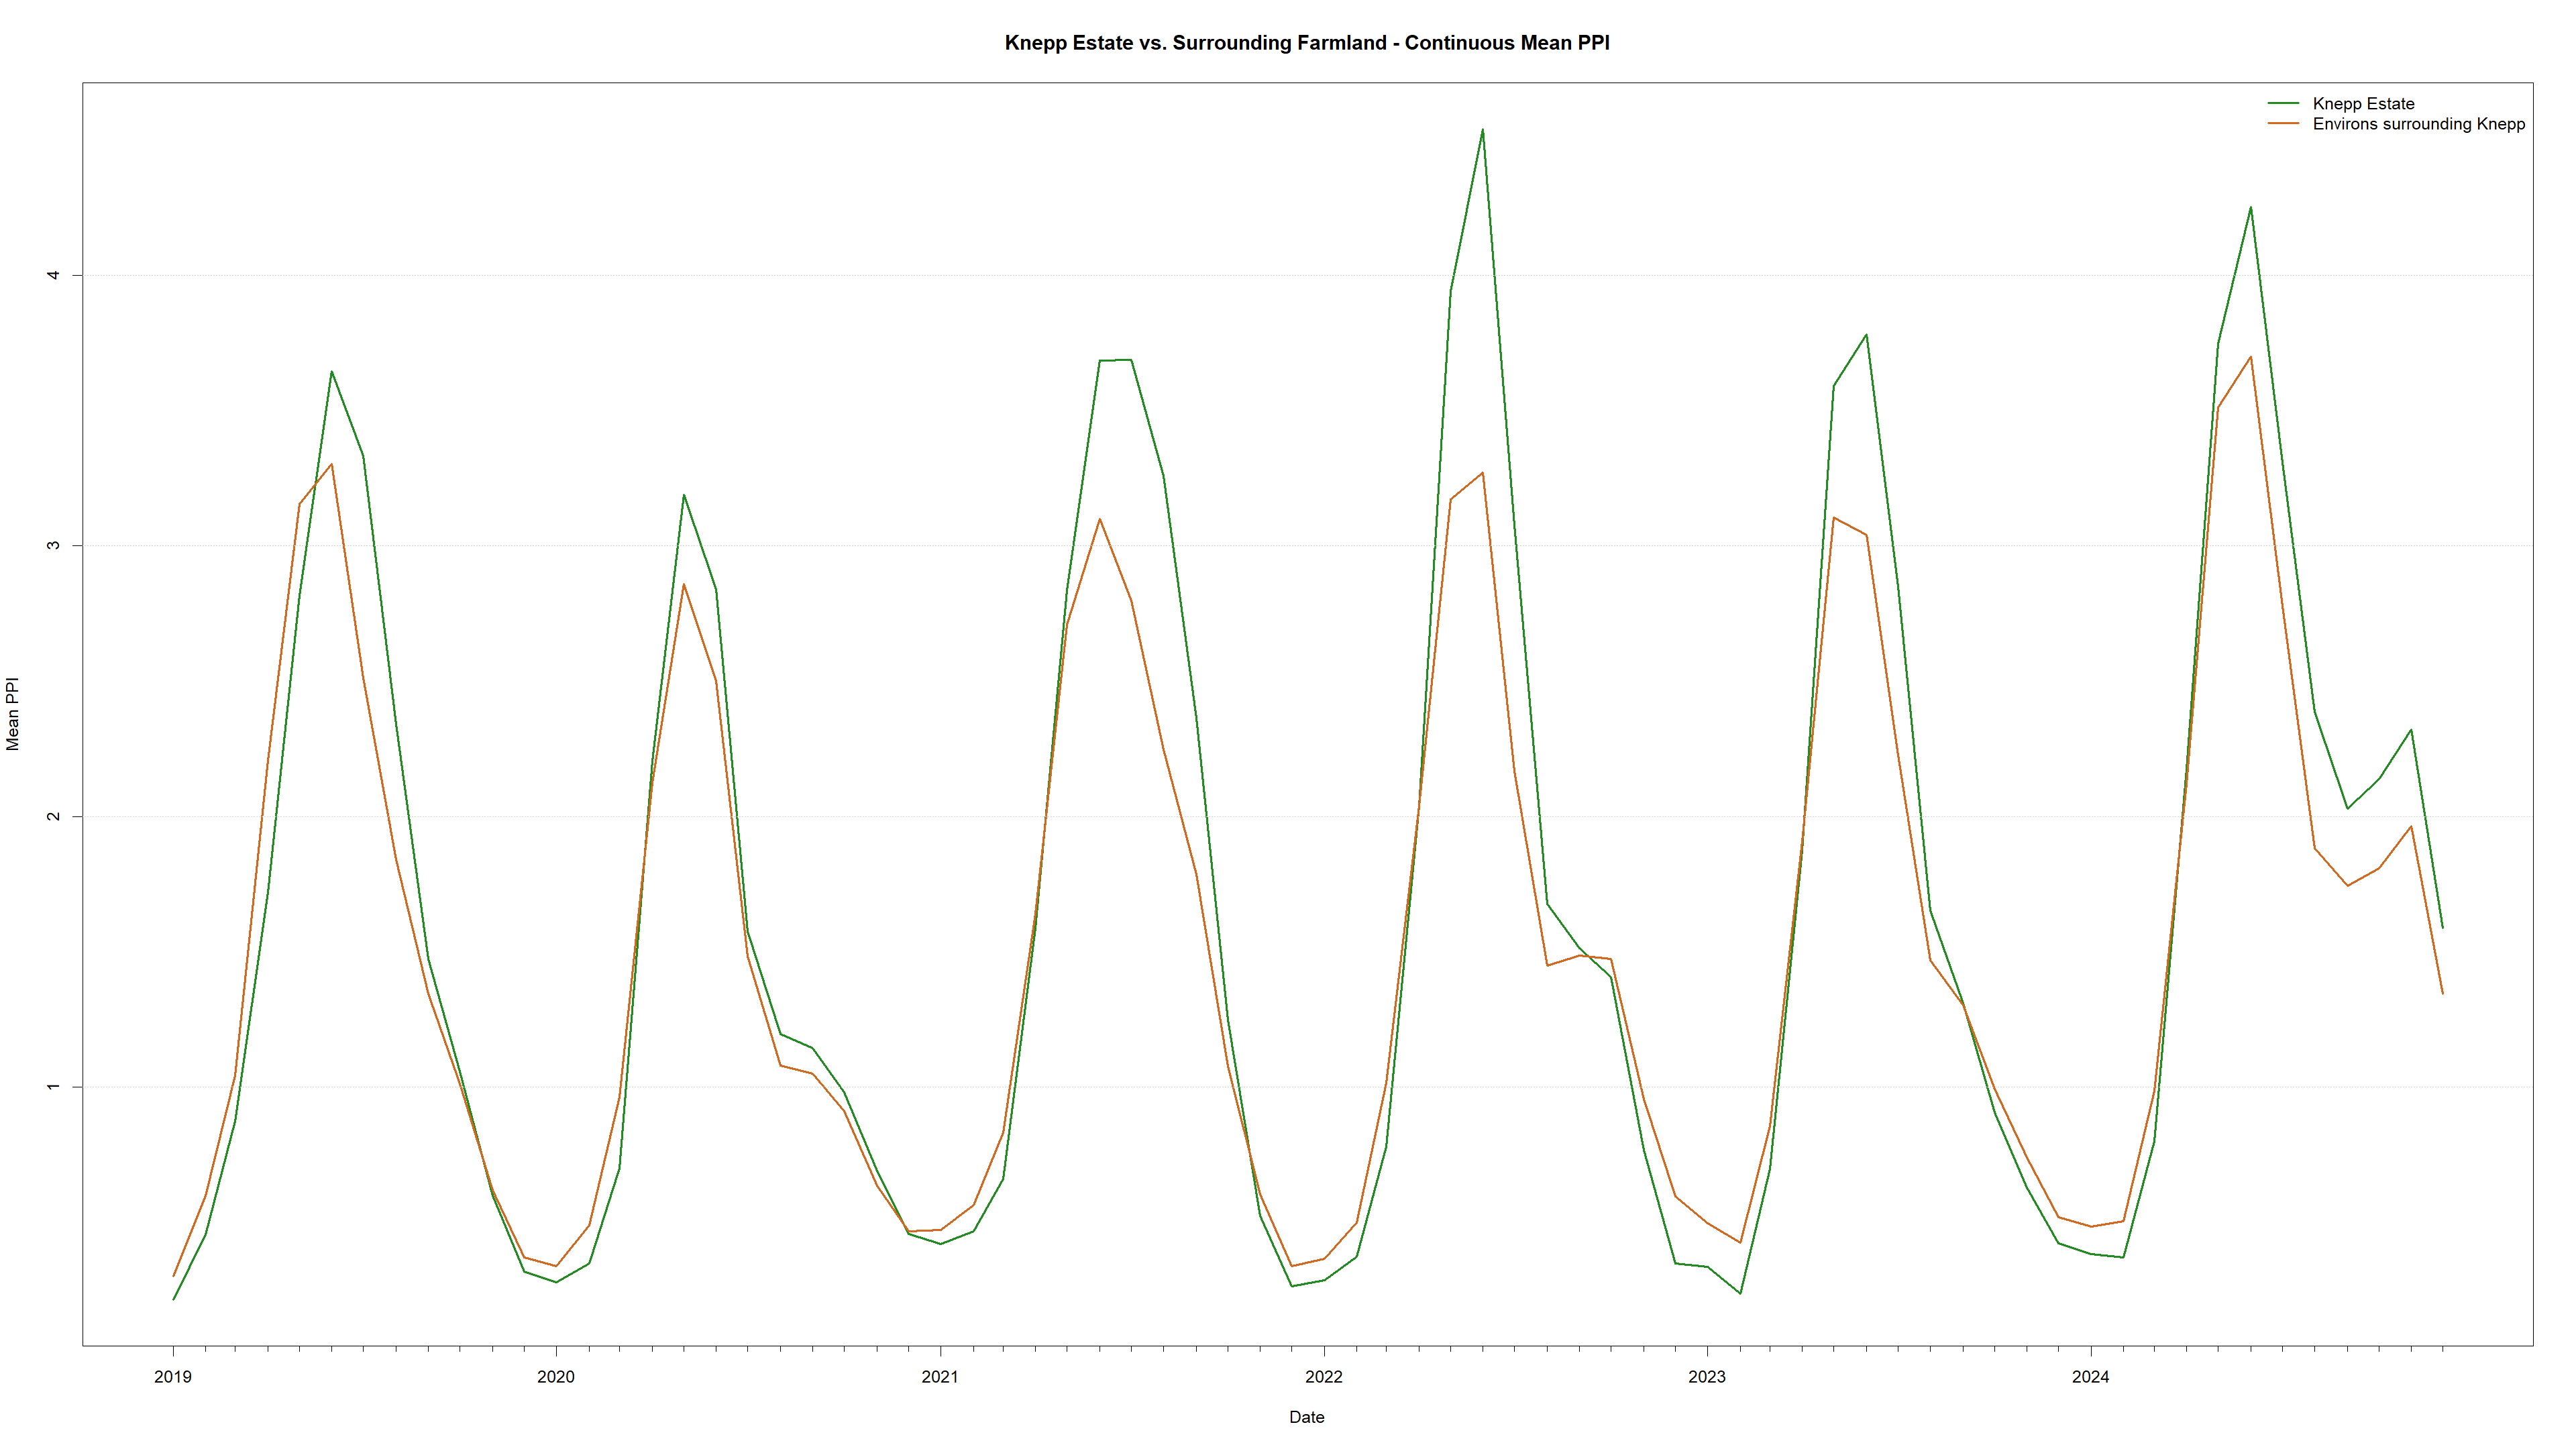 Knepp Estate vs. Surrounding Farmland - Continuous Mean PPI
Knepp Estate
Environs surrounding Knepp
4
3
2
1
Mean PPI
2019 2020 2021 2022 2023 2024
Date